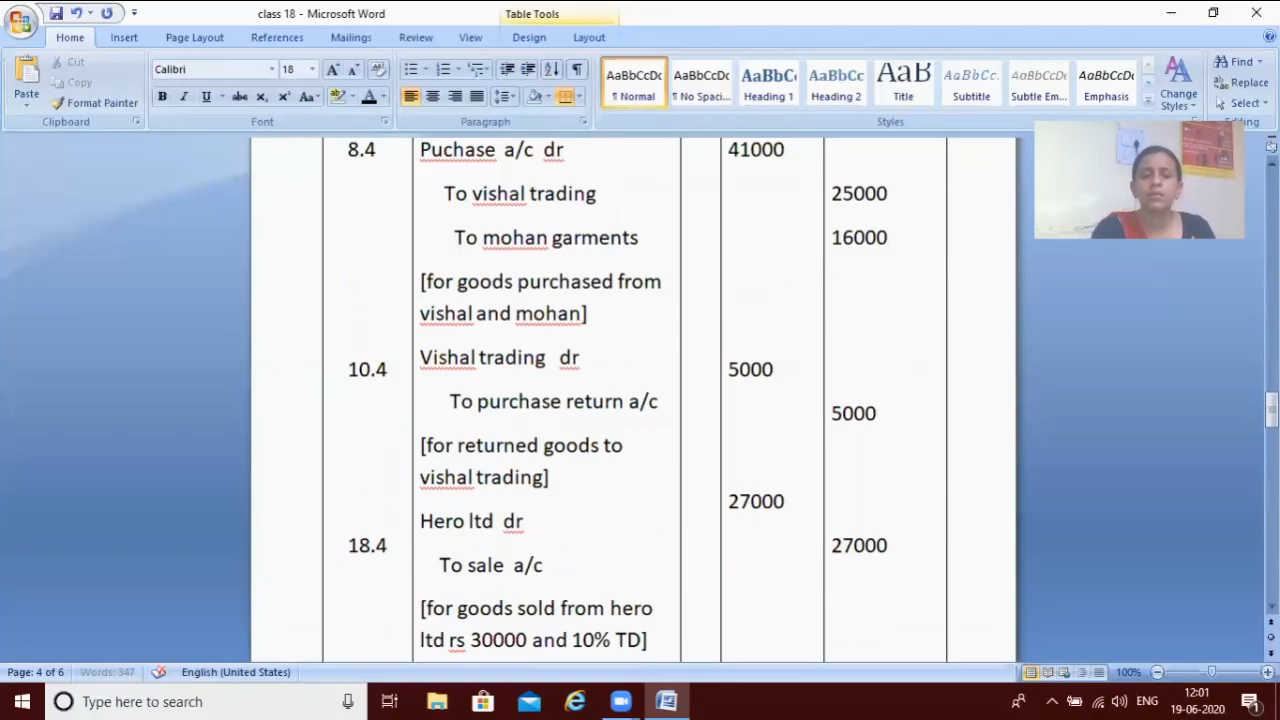 class 18 - Microsoft Word
Table Tools
Home Insert Page Layout References Mailings Review View Design Layout
Paste
Cut
Copy
Format Painter
Clipboard
Calibri 18
B I U abc X₂ X² Aa
Font
Paragraph
AaBbCcDc AaBbCcDc AaBbCc AaBbCc AaB AaBbCc. AaBbCcDc AaBbCcDc
¶ Normal ¶ No Spaci... Heading 1 Heading 2 Title Subtitle Subtle Em... Emphasis
Styles
Change Styles
Find
Replace
Select
Editing
8.4 Puchase a/c dr 41000
To vishal trading 25000
To mohan garments 16000
[for goods purchased from
vishal and mohan]
10.4 Vishal trading dr 5000
To purchase return a/c 5000
[for returned goods to
vishal trading]
27000
Hero ltd dr
18.4 27000
To sale a/c
[for goods sold from hero
ltd rs 30000 and 10% TD]
Page: 4 of 6 Words: 347 English (United States) 100%
Type here to search
ENG
12:01
19-06-2020